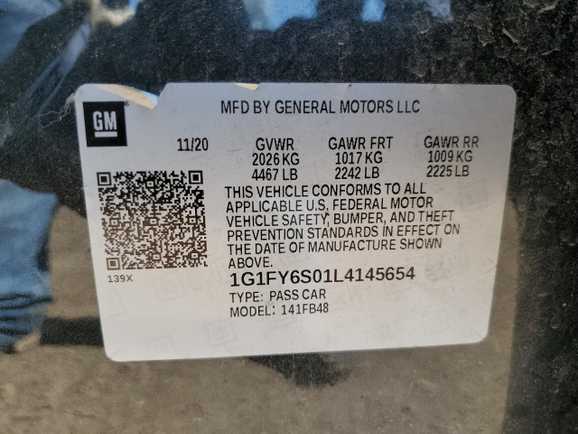 MFD BY GENERAL MOTORS LLC
GM
11/20 GVWR GAWR FRT GAWR RR
2026 KG 1017 KG 1009 KG
4467 LB 2242 LB 2225 LB
THIS VEHICLE CONFORMS TO ALL
APPLICABLE U.S. FEDERAL MOTOR
VEHICLE SAFETY, BUMPER, AND THEFT
PREVENTION STANDARDS IN EFFECT ON
THE DATE OF MANUFACTURE SHOWN
ABOVE.
139X
1G1FY6S01L4145654
TYPE: PASS CAR
MODEL: 141FB48